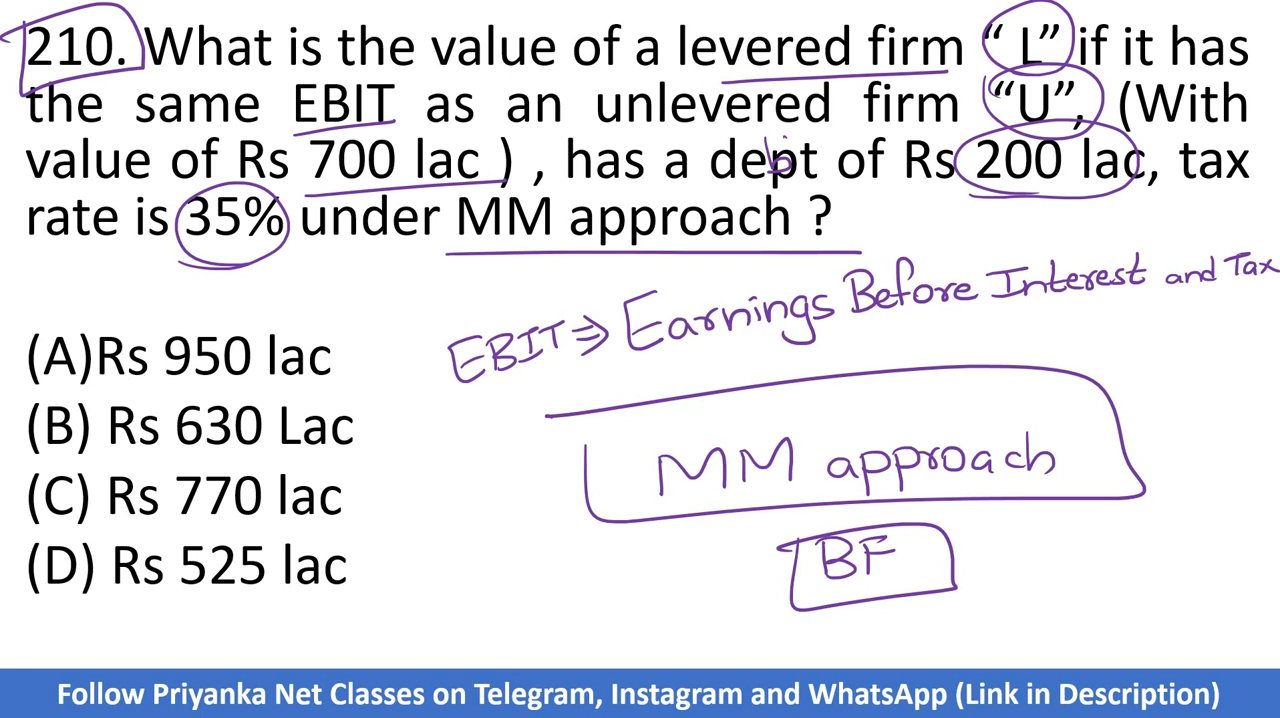 210. What is the value of a levered firm “ L” if it has
the same EBIT as an unlevered firm “U”, (With
value of Rs 700 lac ) , has a debt of Rs 200 lac, tax
rate is 35% under MM approach ?
EBIT ⇒ Earnings Before Interest and Tax
(A)Rs 950 lac
(B) Rs 630 Lac
MM approach
(C) Rs 770 lac
BF
(D) Rs 525 lac
Follow Priyanka Net Classes on Telegram, Instagram and WhatsApp (Link in Description)